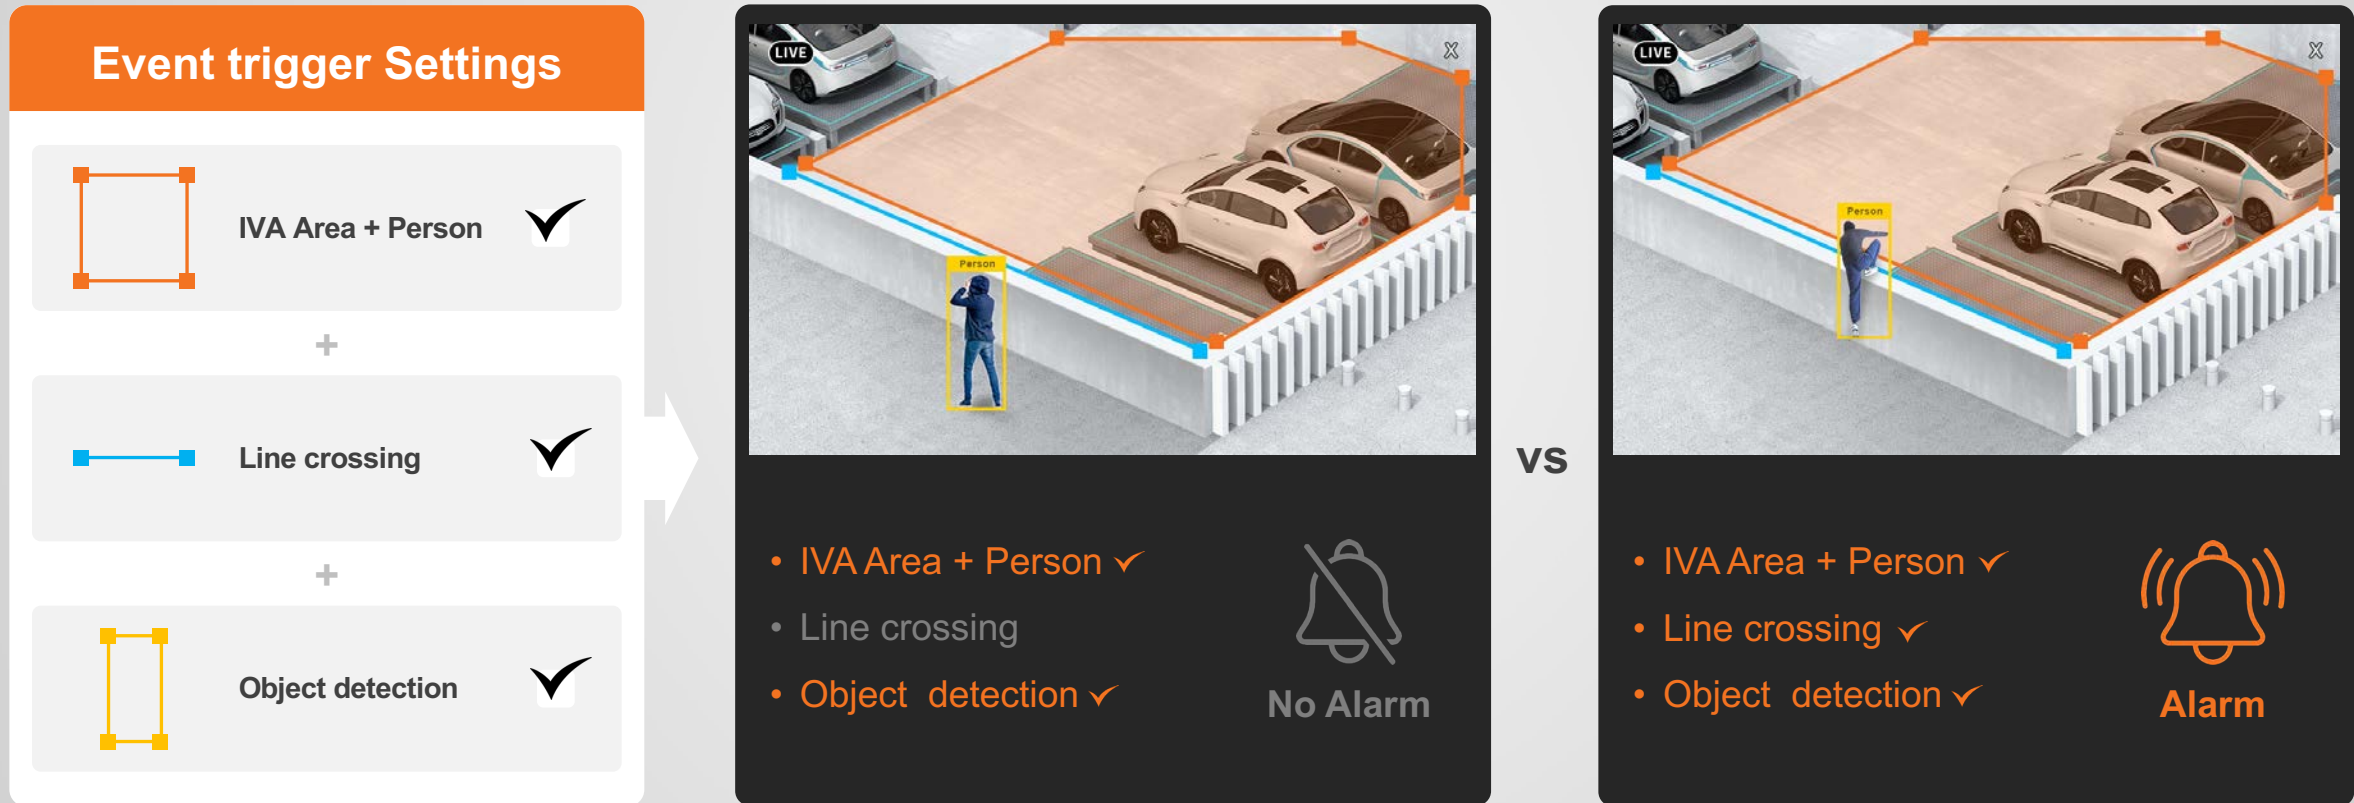 Event trigger Settings
IVA Area + Person
+
Line crossing
+
Object detection
LIVE
X
Person
• IVA Area + Person ✓
• Line crossing
• Object detection ✓
No Alarm
vs
LIVE
X
Person
• IVA Area + Person ✓
• Line crossing ✓
• Object detection ✓
Alarm